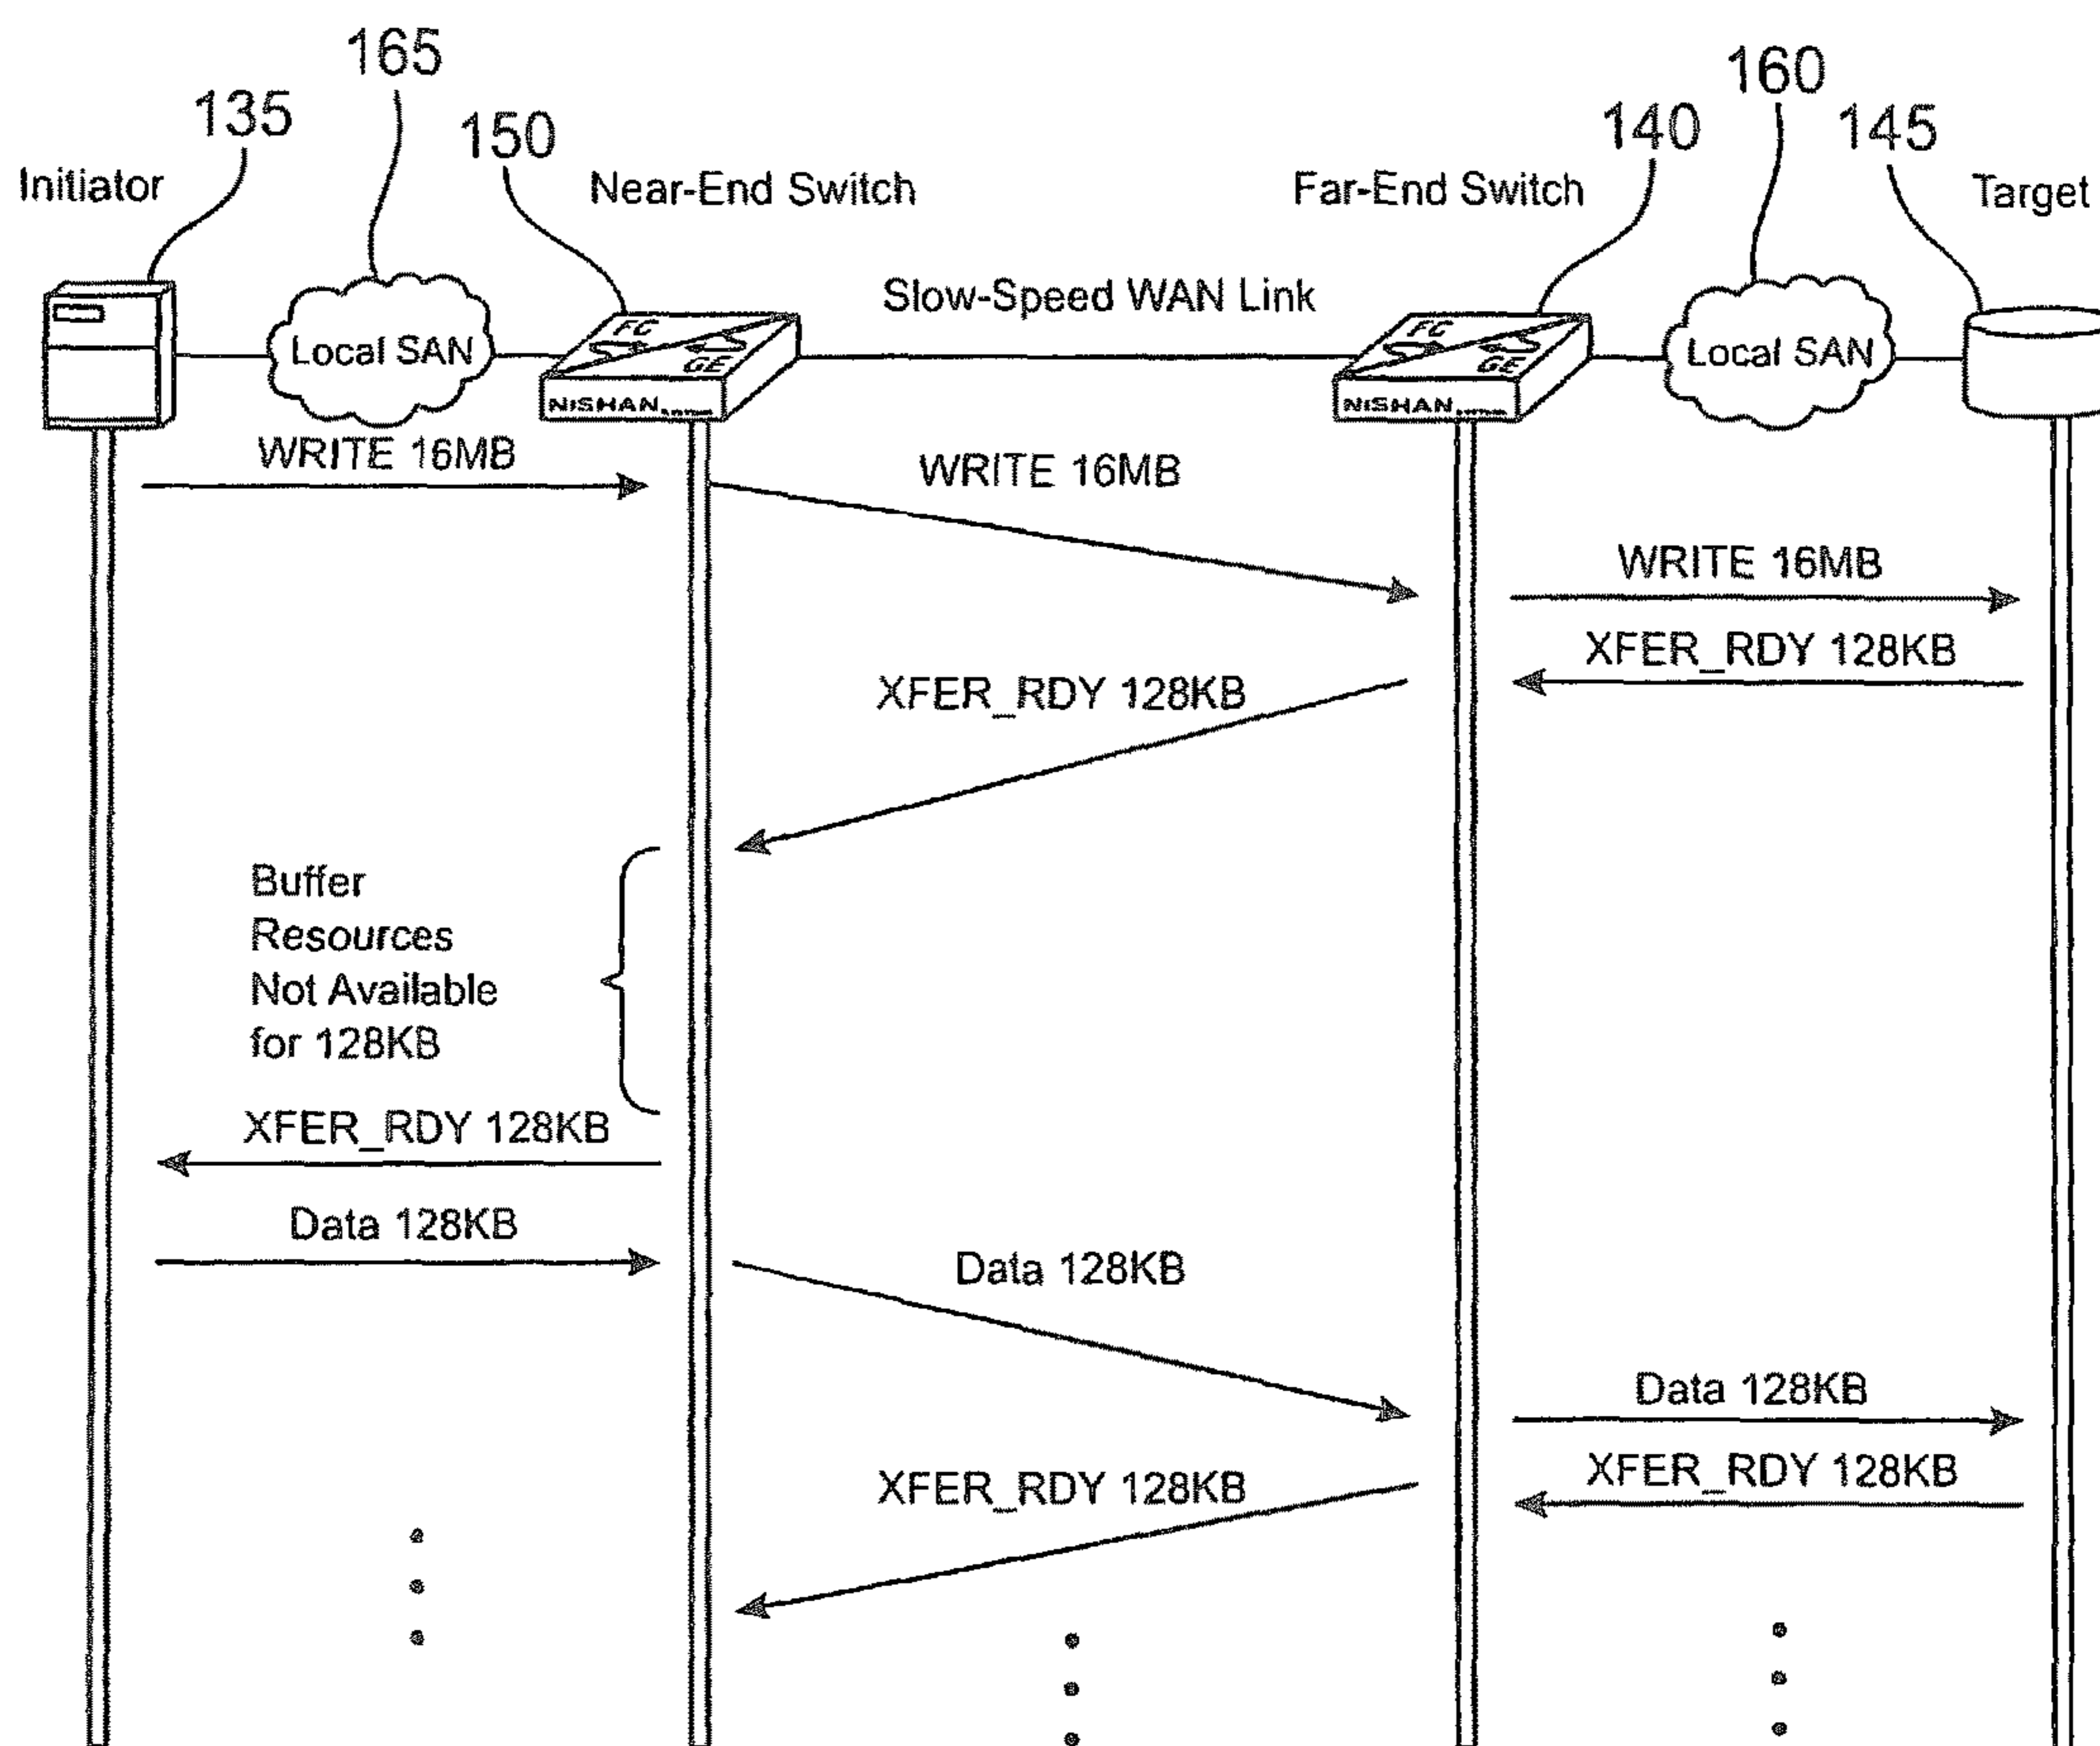 165
160
135
150
140
145
Initiator
Near-End Switch
Far-End Switch
Target
Slow-Speed WAN Link
FC
GE
NISHAN
Local SAN
FC
GE
NISHAN
Local SAN
WRITE 16MB
WRITE 16MB
WRITE 16MB
XFER_RDY 128KB
XFER_RDY 128KB
Buffer
Resources
Not Available
for 128KB
XFER_RDY 128KB
Data 128KB
Data 128KB
Data 128KB
XFER_RDY 128KB
XFER_RDY 128KB